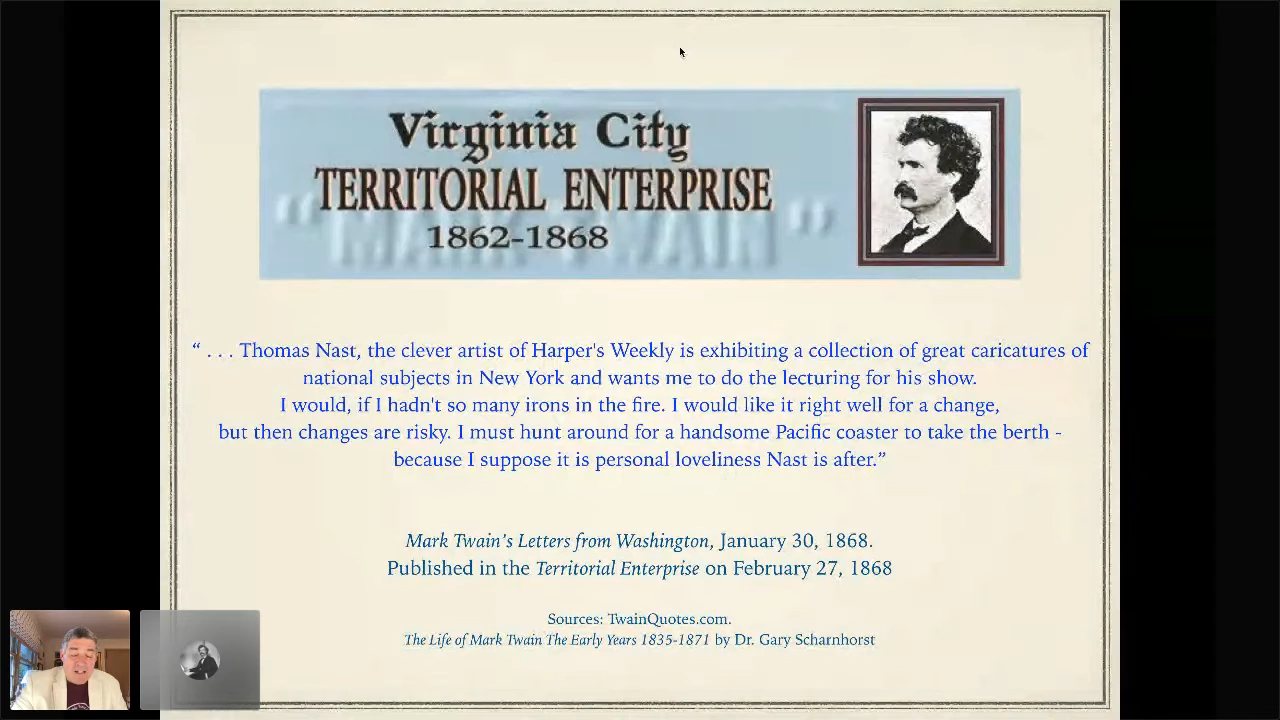 Virginia City
TERRITORIAL ENTERPRISE
"MARK TWAIN"
1862-1868
“ . . . Thomas Nast, the clever artist of Harper's Weekly is exhibiting a collection of great caricatures of
national subjects in New York and wants me to do the lecturing for his show.
I would, if I hadn't so many irons in the fire. I would like it right well for a change,
but then changes are risky. I must hunt around for a handsome Pacific coaster to take the berth -
because I suppose it is personal loveliness Nast is after.”
Mark Twain’s Letters from Washington, January 30, 1868.
Published in the Territorial Enterprise on February 27, 1868
Sources: TwainQuotes.com.
The Life of Mark Twain The Early Years 1835-1871 by Dr. Gary Scharnhorst